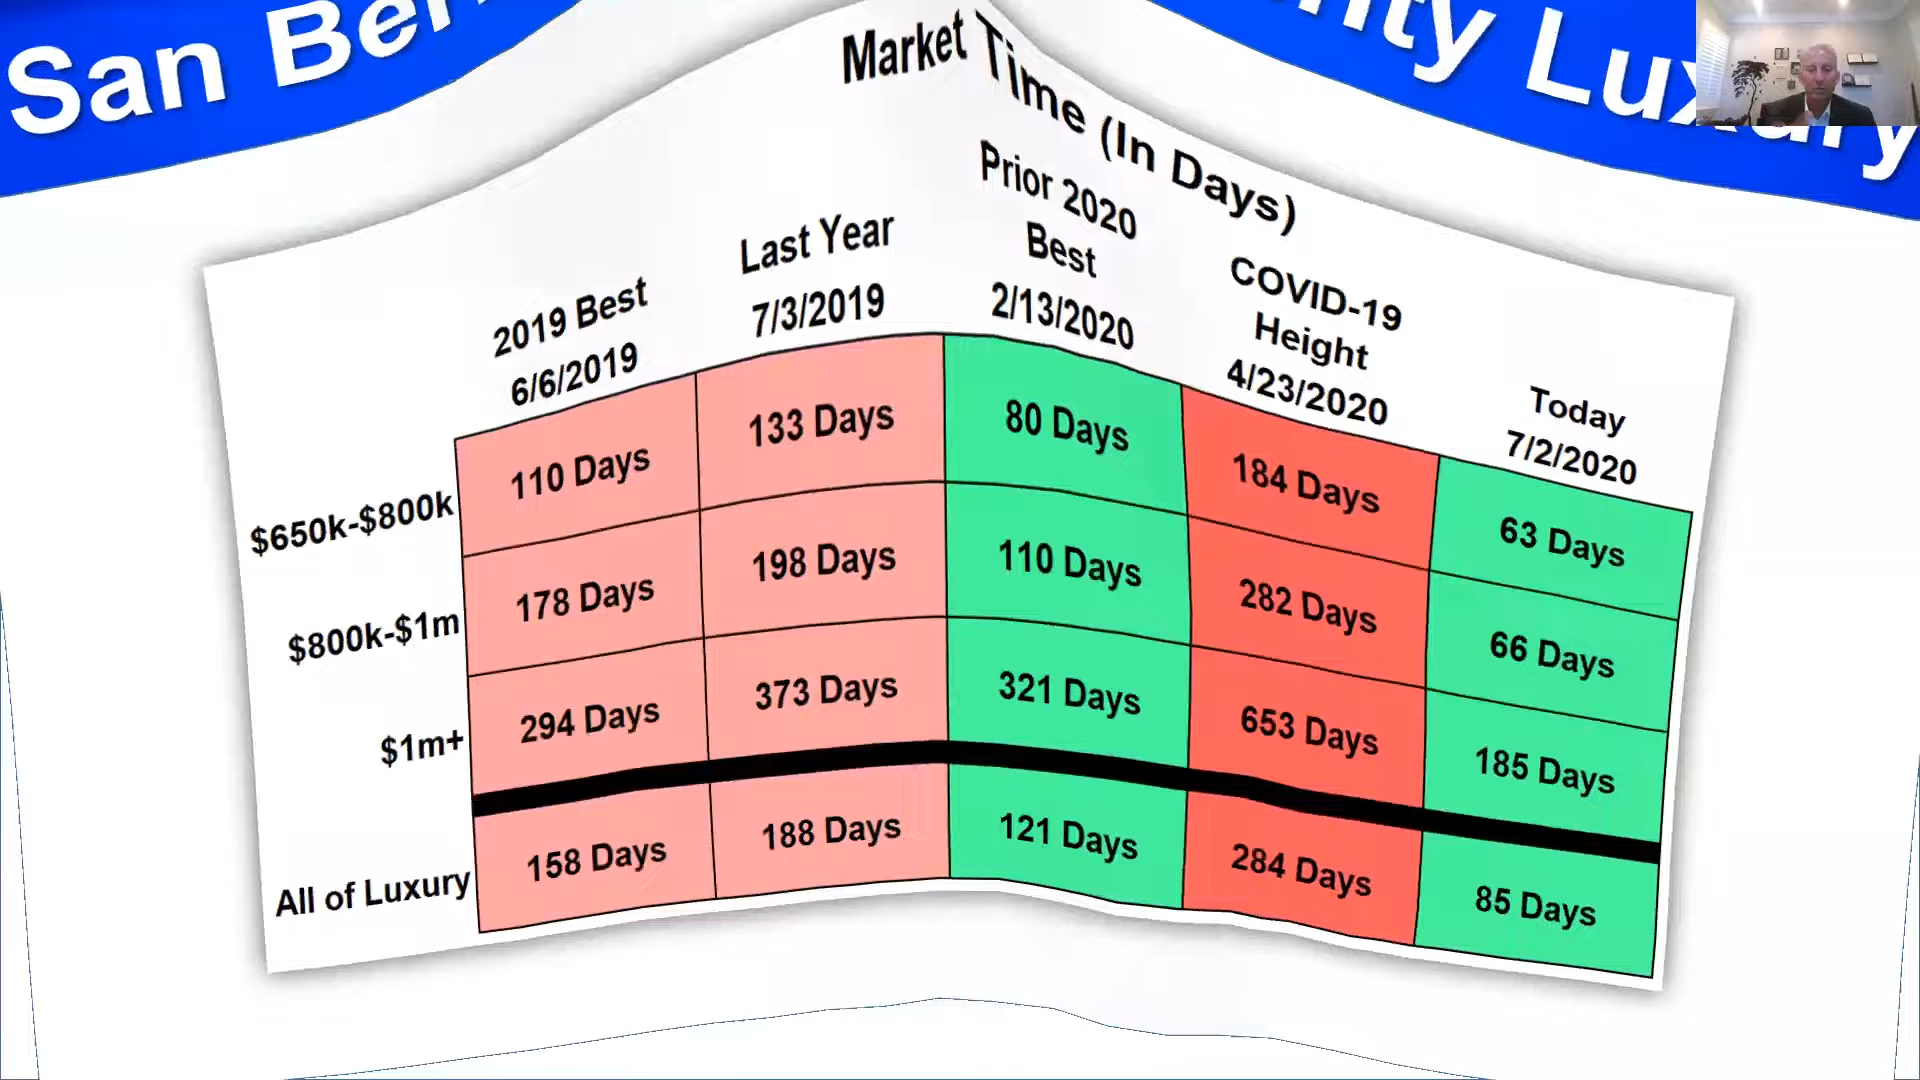 San Ber
nty Luxury
Market Time (In Days)
2019 Best
6/6/2019
Last Year
7/3/2019
Prior 2020
Best
2/13/2020
COVID-19
Height
4/23/2020
Today
7/2/2020
$650k-$800k 110 Days 133 Days 80 Days 184 Days 63 Days
$800k-$1m 178 Days 198 Days 110 Days 282 Days 66 Days
$1m+ 294 Days 373 Days 321 Days 653 Days 185 Days
All of Luxury 158 Days 188 Days 121 Days 284 Days 85 Days